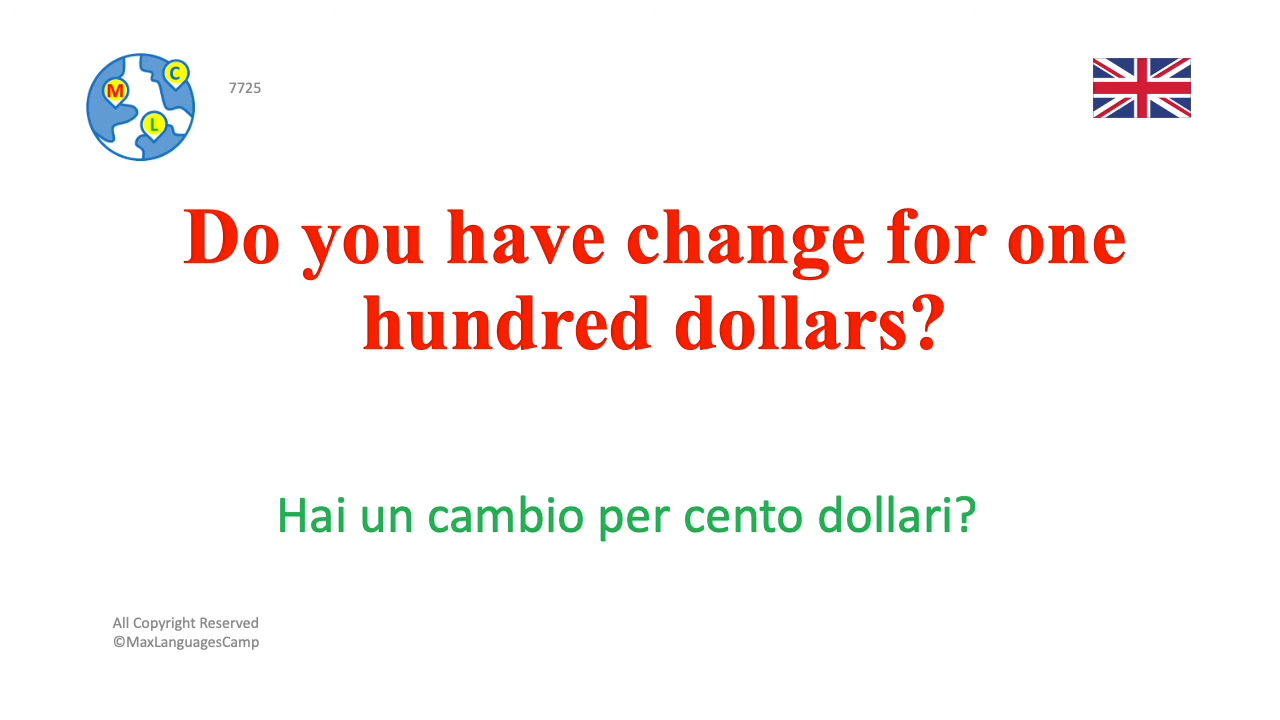 M
C
L
7725
Do you have change for one
hundred dollars?
Hai un cambio per cento dollari?
All Copyright Reserved
©MaxLanguagesCamp